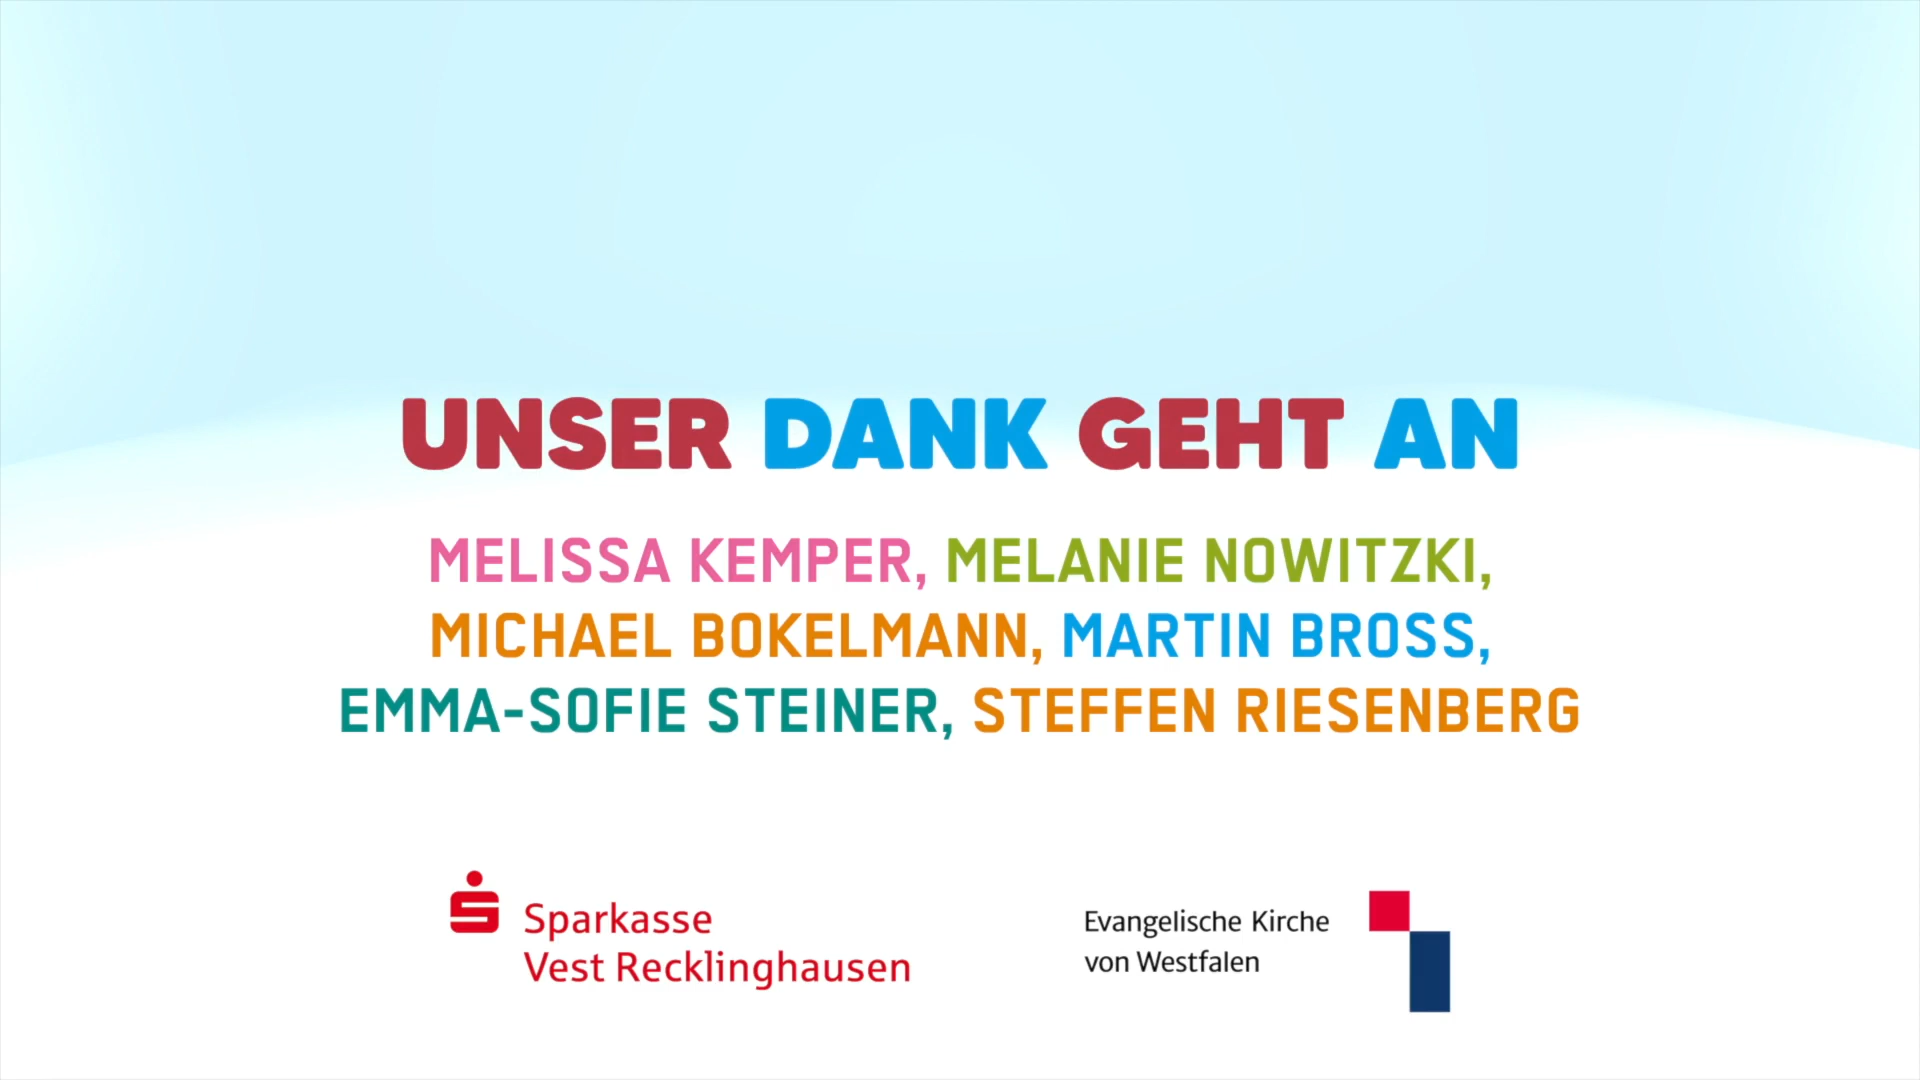 UNSER DANK GEHT AN
MELISSA KEMPER, MELANIE NOWITZKI,
MICHAEL BOKELMANN, MARTIN BROSS,
EMMA-SOFIE STEINER, STEFFEN RIESENBERG
Sparkasse
Vest Recklinghausen
Evangelische Kirche
von Westfalen